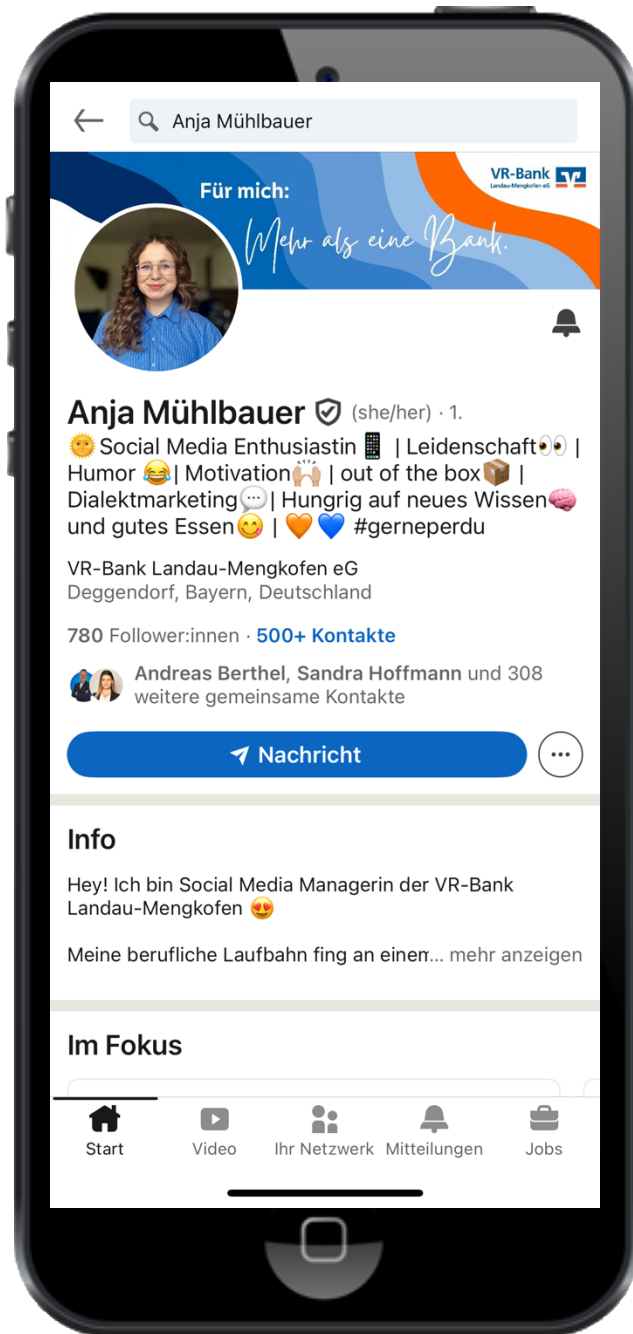 Anja Mühlbauer
VR-Bank
Landau-Mengkofen eG
Für mich:
Mehr als eine Bank.
Anja Mühlbauer (she/her) · 1.
🌞Social Media Enthusiastin📱 | Leidenschaft👀 |
Humor 😂| Motivation🙌🏼 | out of the box📦 |
Dialektmarketing💬| Hungrig auf neues Wissen🧠
und gutes Essen😋 | 🧡💙 #gerneperdu
VR-Bank Landau-Mengkofen eG
Deggendorf, Bayern, Deutschland
780 Follower:innen · 500+ Kontakte
Andreas Berthel, Sandra Hoffmann und 308
weitere gemeinsame Kontakte
Nachricht
Info
Hey! Ich bin Social Media Managerin der VR-Bank
Landau-Mengkofen 😍
Meine berufliche Laufbahn fing an einem... mehr anzeigen
Im Fokus
Start Video Ihr Netzwerk Mitteilungen Jobs